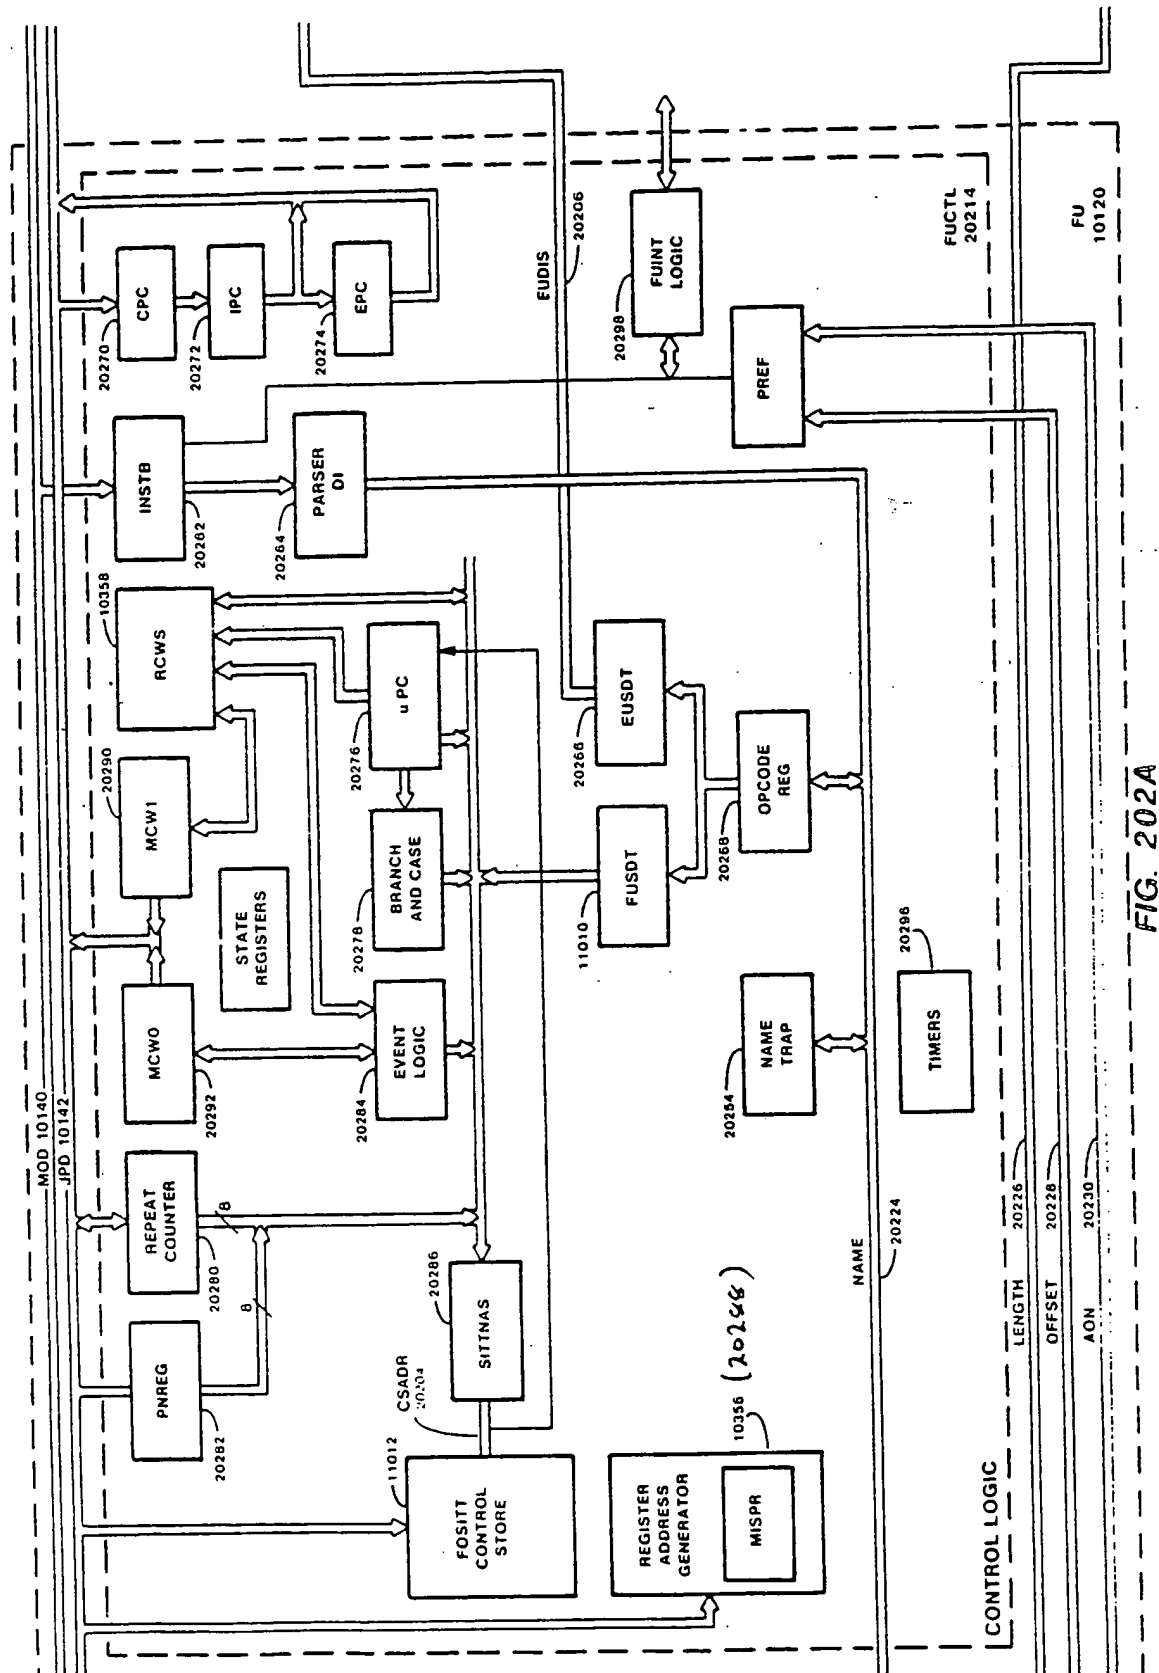 MOD 10140
JPD 10142
PNREG
20282
REPEAT
COUNTER
20280
8
8
MCW0
20292
MCW1
20290
STATE
REGISTERS
RCWS
10358
INSTB
20262
CPC
20270
IPC
20272
EPC
20274
PARSER
DI
20264
EVENT
LOGIC
20284
BRANCH
AND CASE
20278
uPC
20276
FOSITT
CONTROL
STORE
11012
CSADR
20204
SITTNAS
20286
FUSDT
11010
EUSDT
20266
EUDIS
20206
FUINT
LOGIC
20298
REGISTER
ADDRESS
GENERATOR
MISPR
10356 (20288)
NAME
TRAP
20254
OPCODE
REG
20268
PREF
NAME
20224
TIMERS
20296
CONTROL LOGIC
FUCTL
20214
LENGTH
20226
OFFSET
20228
AON
20230
FU
10120
FIG. 202A